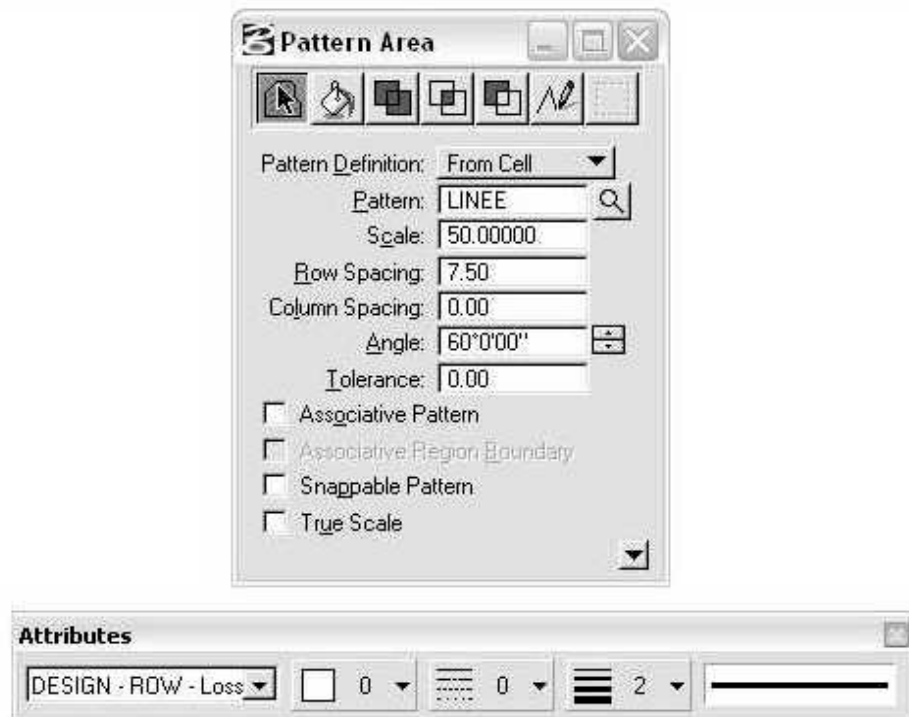 Pattern Area
Pattern Definition: From Cell
Pattern: LINEE
Scale: 50.00000
Row Spacing: 7.50
Column Spacing: 0.00
Angle: 60°0'00"
Tolerance: 0.00
Associative Pattern
Associative Region Boundary
Snappable Pattern
True Scale
Attributes
DESIGN - ROW - Loss 0 0 2